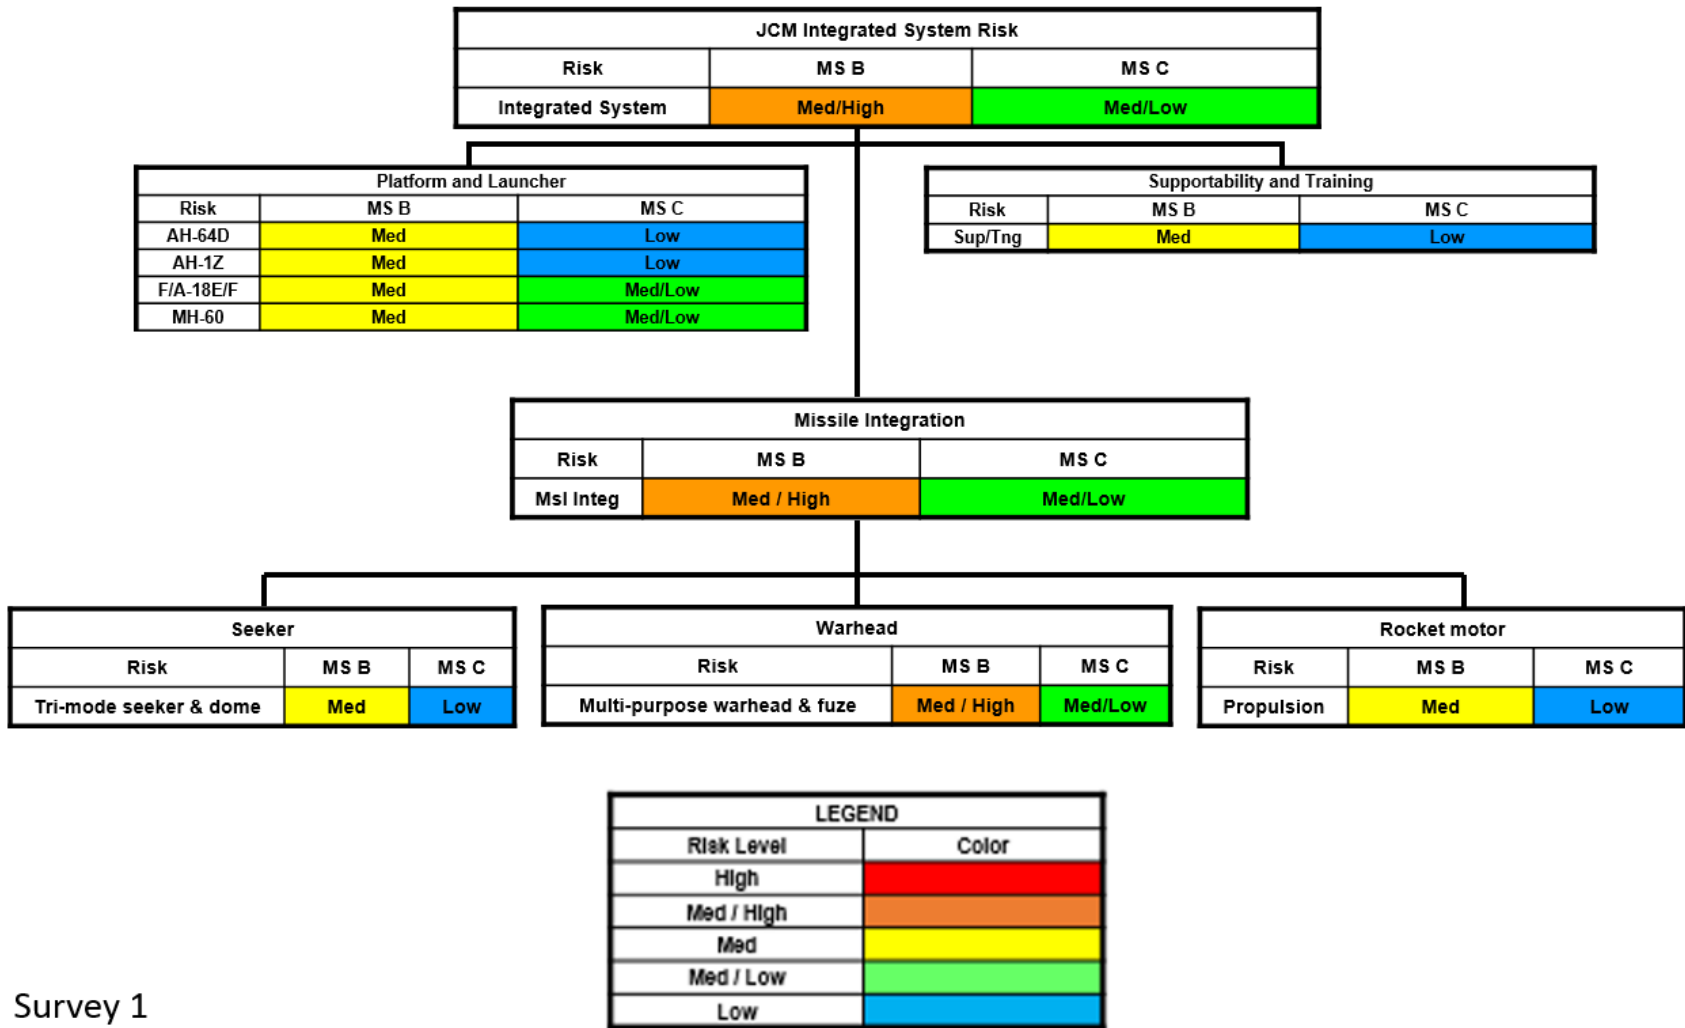 JCM Integrated System Risk
Risk MS B MS C
Integrated System Med/High Med/Low
Platform and Launcher
Risk MS B MS C
AH-64D Med Low
AH-1Z Med Low
F/A-18E/F Med Med/Low
MH-60 Med Med/Low
Supportability and Training
Risk MS B MS C
Sup/Tng Med Low
Missile Integration
Risk MS B MS C
Msl Integ Med / High Med/Low
Seeker
Risk MS B MS C
Tri-mode seeker & dome Med Low
Warhead
Risk MS B MS C
Multi-purpose warhead & fuze Med / High Med/Low
Rocket motor
Risk MS B MS C
Propulsion Med Low
LEGEND
Risk Level Color
High
Med / High
Med
Med / Low
Low
Survey 1